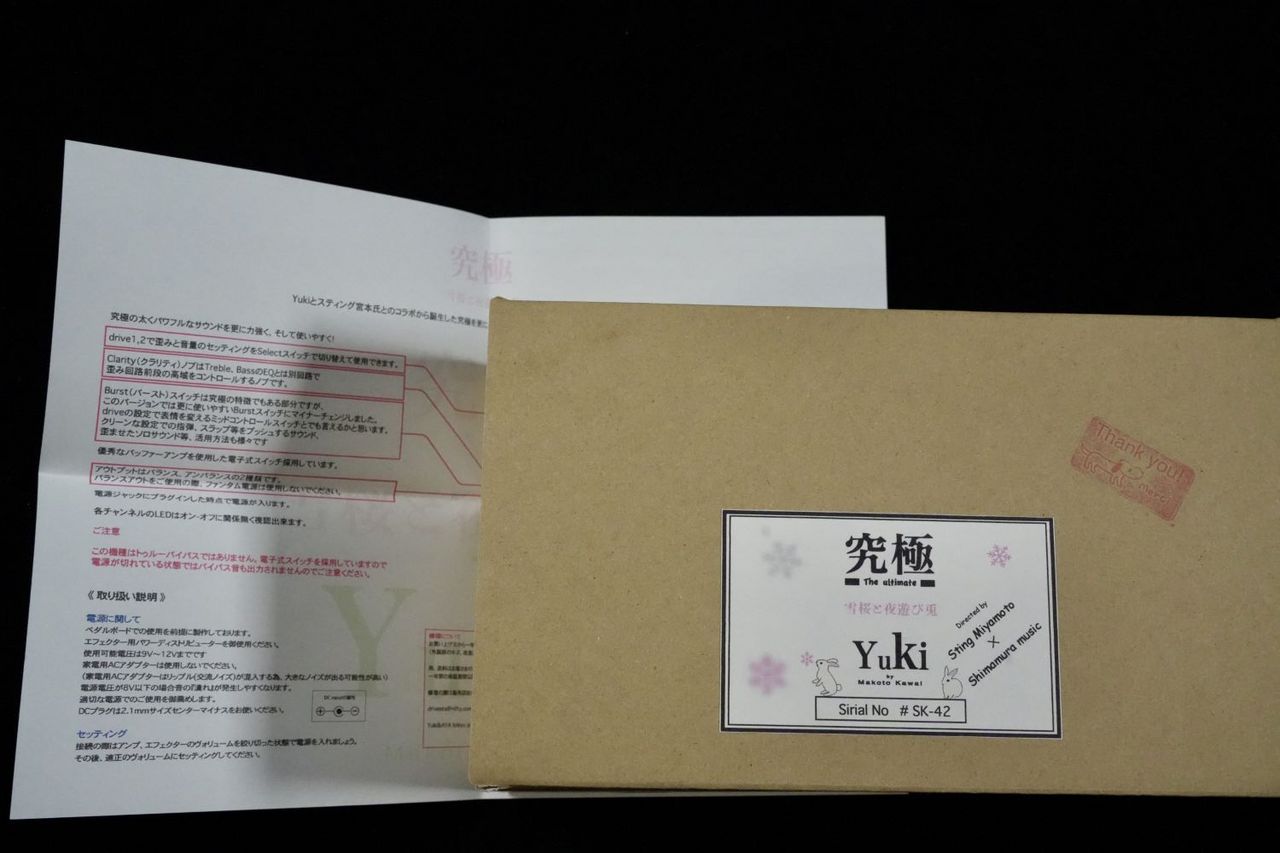 究極
Yukiとスティング宮本氏とのコラボから誕生した究極を更に
究極の太くパワフルなサウンドを更に力強く、そして使いやすく!
drive1,2で歪みと音量のセッティングをSelectスイッチで切り替えて使用できます。
Clarity(クラリティ)ノブはTreble、BassのEQとは別回路で
歪み回路前段の高域をコントロールするノブです。
Burst(バースト)スイッチは究極の特徴でもある部分ですが、
このバージョンでは更に使いやすいBurstスイッチにマイナーチェンジしました。
driveの設定で表情を変えるミッドコントロールスイッチとでも言えるかと思います。
クリーンな設定での指弾、スラップ等をプッシュするサウンド、
歪ませたソロサウンド等、活用方法も様々です
優秀なバッファーアンプを使用した電子式スイッチ採用しています。
アウトプットはバランス、アンバランスの2種類です。
バランスアウトをご使用の際、ファンタム電源は使用しないでください。
電源ジャックにプラグインした時点で電源が入ります。
各チャンネルのLEDはオン-オフに関係無く視認出来ます。
ご注意
この機種はトゥルーバイパスではありません。電子式スイッチを採用していますので
電源が切れている状態ではバイパス音も出力されませんのでご注意ください。
《 取り扱い説明 》
電源に関して
ペダルボードでの使用を前提に製作しております。
エフェクター用パワーディストリビューターを御使用ください。
使用可能電圧は9V~12Vまでです
家電用ACアダプターは使用しないでください。
(家電用ACアダプターはリップル(交流ノイズ)が混入する為、大きなノイズが出る可能性が高い)
電源電圧が8V以下の場合音の『潰れ』が発生しやすくなります。
適切な電源でのご使用を御薦めします。
DCプラグは2.1mmサイズセンターマイナスをお使いください。
セッティング
接続の際はアンプ、エフェクターのヴォリュームを絞り切った状態で電源を入れましょう。
その後、適正のヴォリュームにセッティングしてください。
Y
Thank you!
究極
The ultimate
雪桜と夜遊び兎
Yuki
by
Makoto Kawai
Directed by
Sting Miyamoto
×
Shimamura music
Sirial No # SK-42